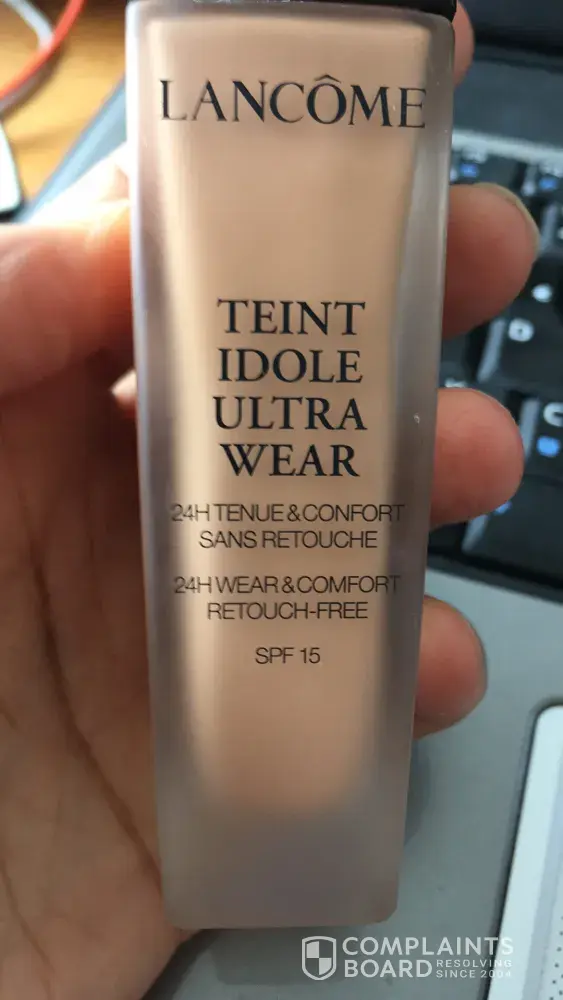 LANCÔME
TEINT
IDOLE
ULTRA
WEAR
24H TENUE & CONFORT
SANS RETOUCHE
24H WEAR & COMFORT
RETOUCH-FREE
SPF 15
COMPLAINTS
BOARD RESOLVING
SINCE 2004